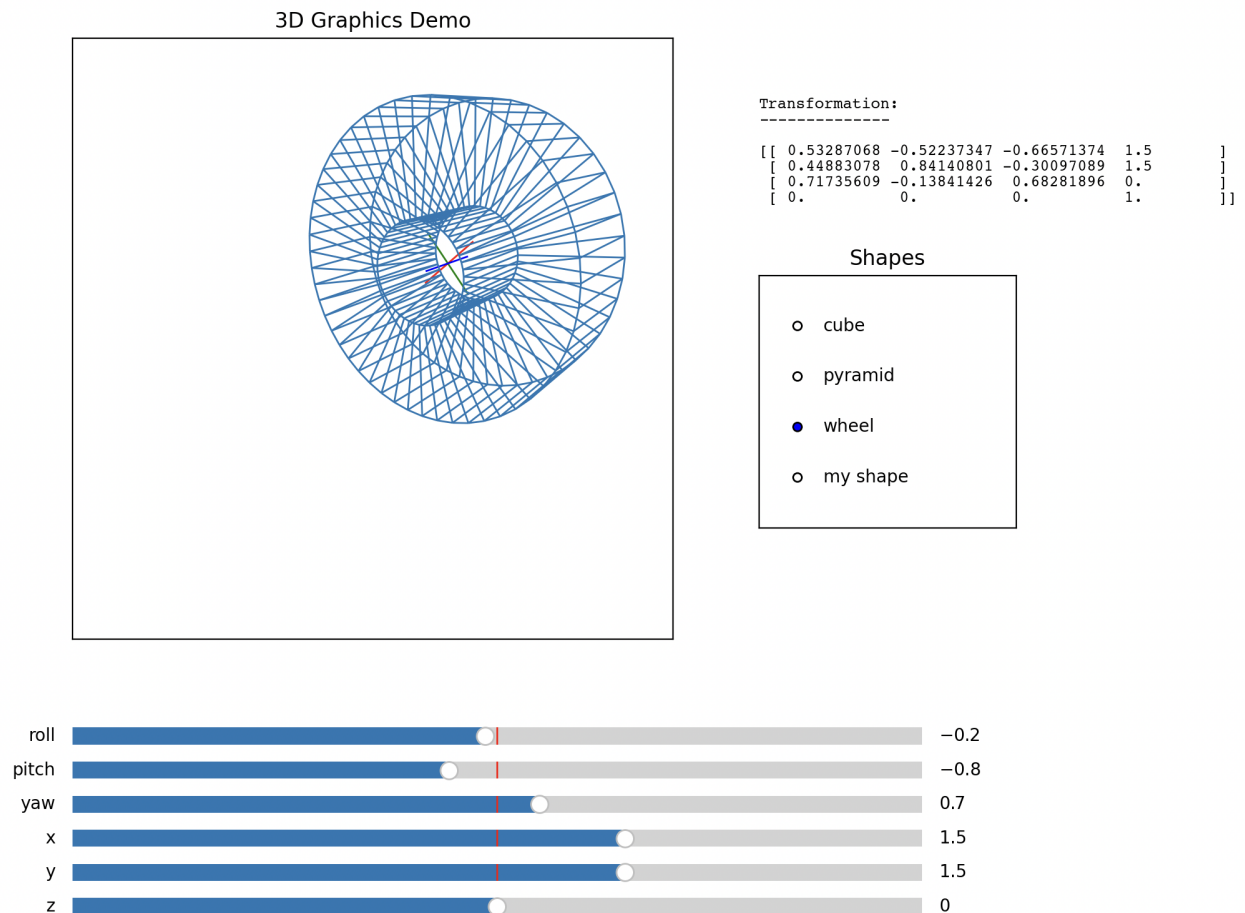 3D Graphics Demo
Transformation:
--------------
[[ 0.53287068 -0.52237347 -0.66571374  1.5       ]
 [ 0.44883078  0.84140801 -0.30097089  1.5       ]
 [ 0.71735609 -0.13841426  0.68281896  0.        ]
 [ 0.          0.          0.          1.        ]]
Shapes
cube
pyramid
wheel
my shape
roll −0.2
pitch −0.8
yaw 0.7
x 1.5
y 1.5
z 0